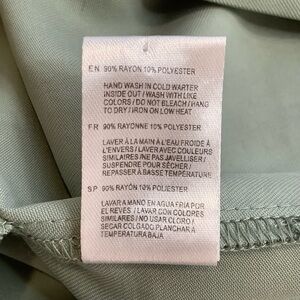 EN 90% RAYON 10% POLYESTER
HAND WASH IN COLD WARTER
INSIDE OUT / WASH WITH LIKE
COLORS / DO NOT BLEACH / HANG
TO DRY / IRON ON LOW HEAT
FR 90% RAYONNE 10% POLYESTER
LAVER À LA MAIN À L'EAU FROIDE À
L'ENVERS / LAVER AVEC COULEURS
SIMILAIRES / NE PAS JAVELLISER /
SUSPENDRE POUR SÉCHER /
REPASSER À BASSE TEMPÉRATURE
SP 90% RAYÓN 10% POLIESTER
LAVAR A MANO EN AGUA FRIA POR
EL REVÉS / LAVAR CON COLORES
SIMILARES / NO USAR CLORO /
SECAR COLGADO PLANCHAR A
TEMPERATURA BAJA